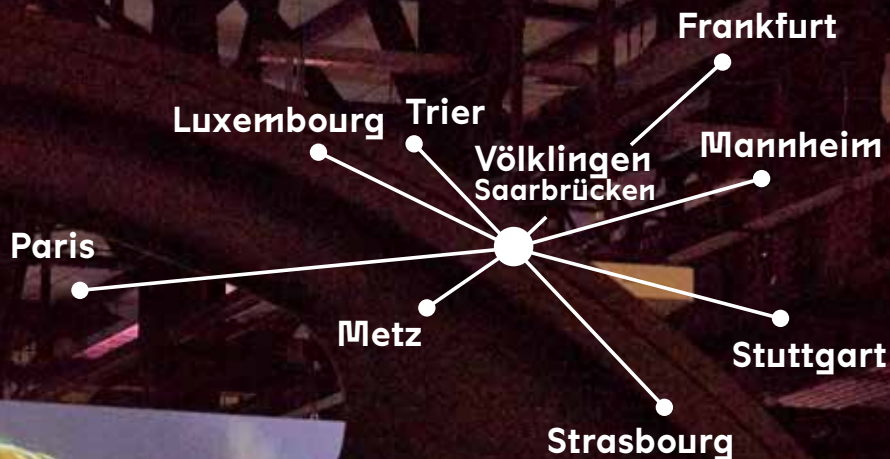 Frankfurt
Luxembourg
Trier
Völklingen
Saarbrücken
Mannheim
Paris
Metz
Stuttgart
Strasbourg